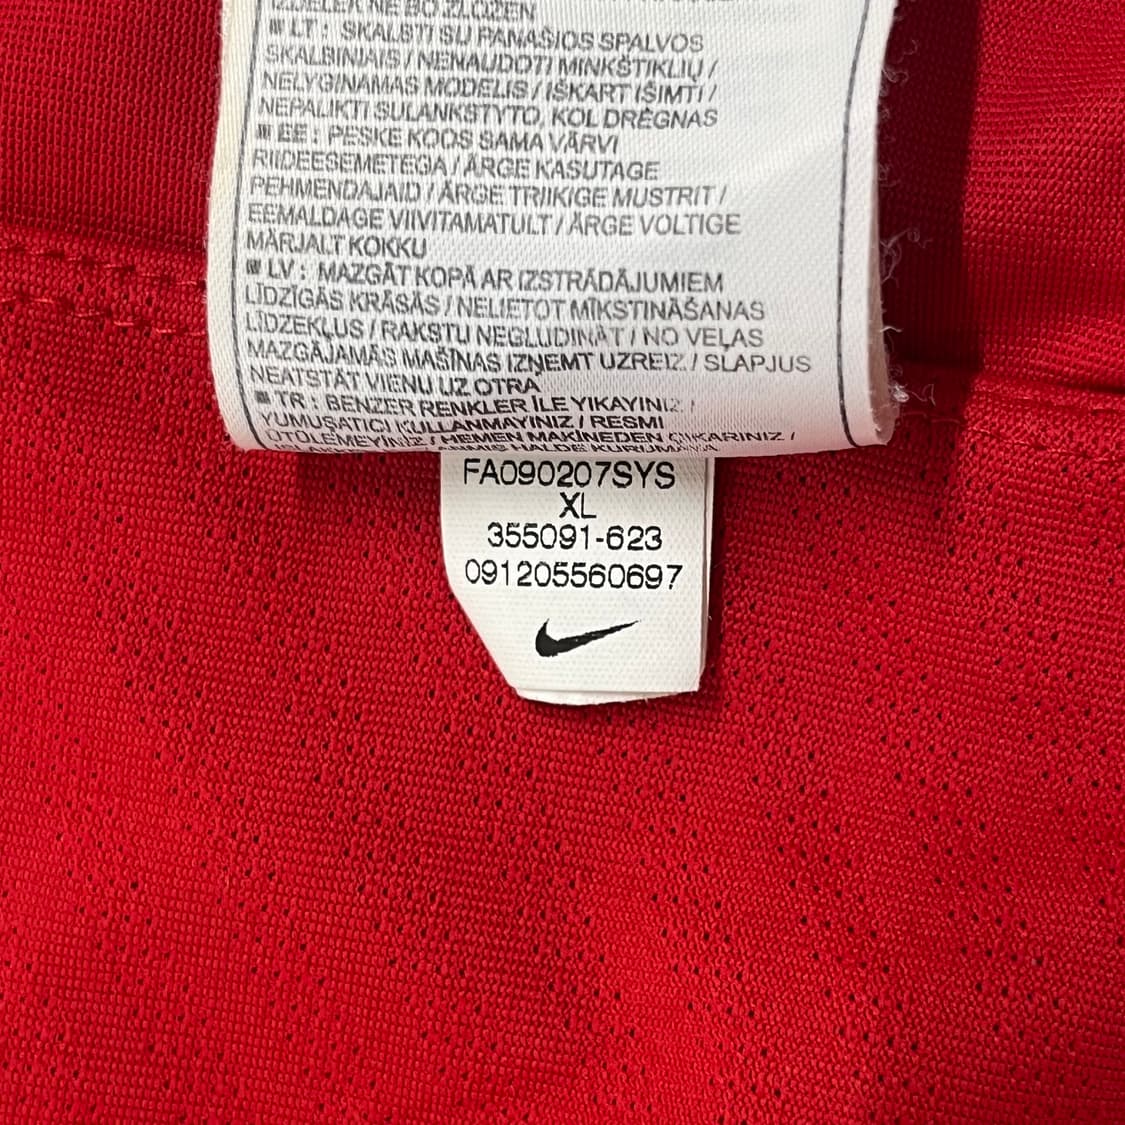 IZDELEK NE BO ZLOŽEN
LT : SKALBTI SU PANAŠIOS SPALVOS
SKALBINIAIS / NENAUDOTI MINKŠTIKLIŲ /
NELYGINAMAS MODELIS / IŠKART IŠIMTI /
NEPALIKTI SULANKSTYTO, KOL DRĖGNAS
EE : PESKE KOOS SAMA VÄRVI
RIIDEESEMETEGA / ÄRGE KASUTAGE
PEHMENDAJAID / ÄRGE TRIIKIGE MUSTRIT /
EEMALDAGE VIIVITAMATULT / ÄRGE VOLTIGE
MÄRJALT KOKKU
LV : MAZGĀT KOPĀ AR IZSTRĀDĀJUMIEM
LĪDZĪGĀS KRĀSĀS / NELIETOT MĪKSTINĀŠANAS
LĪDZEKĻUS / RAKSTU NEGLUDINĀT / NO VEĻAS
MAZGĀJAMĀS MAŠĪNAS IZŅEMT UZREIZ / SLAPJUS
NEATSTĀT VIENU UZ OTRA
TR : BENZER RENKLER İLE YIKAYINIZ /
YUMUŞATICI KULLANMAYINIZ / RESMI
ÜTÜLEMEYİNİZ / HEMEN MAKİNEDEN ÇIKARINIZ /
FA090207SYS
XL
355091-623
091205560697